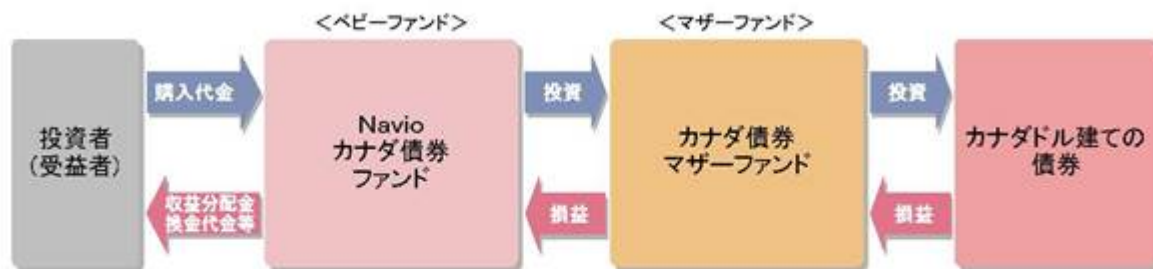 ＜ベビーファンド＞
＜マザーファンド＞
投資者
（受益者）
購入代金
収益分配金
換金代金等
Navio
カナダ債券
ファンド
投資
損益
カナダ債券
マザーファンド
投資
損益
カナダドル建ての
債券